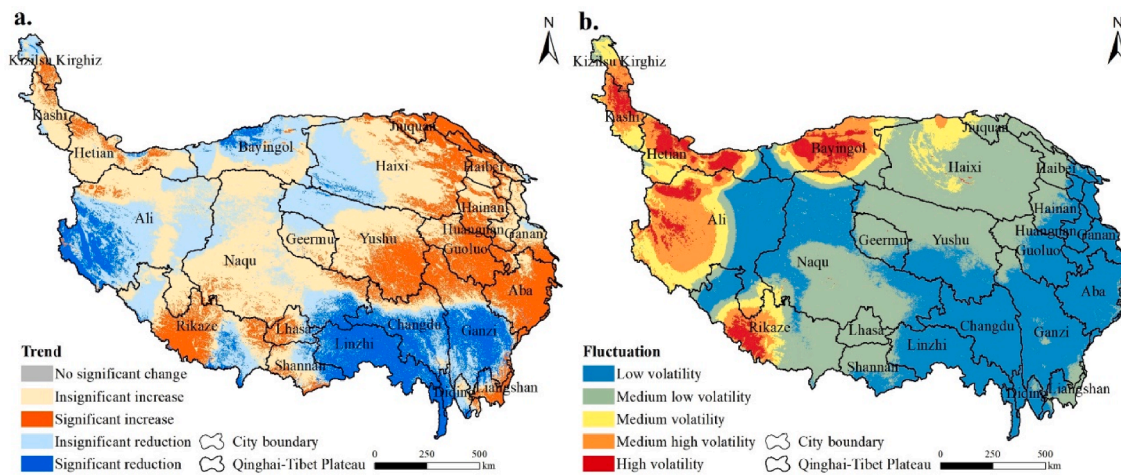 a.
N
Kizilsu Kirghiz
Kashi
Hetian
Bayingol
Jiuquan
Haixi
Haibei
Hainan
Huangnan
Ganan
Ali
Geermu
Yushu
Guoluo
Naqu
Aba
Rikaze
Lhasa
Changdu
Ganzi
Linzhi
Shannan
Diqing
Liangshan
Trend
No significant change
Insignificant increase
Significant increase
Insignificant reduction
Significant reduction
City boundary
Qinghai-Tibet Plateau
0 250 500
km
b.
N
Kizilsu Kirghiz
Kashi
Hetian
Bayingol
Jiuquan
Haixi
Haibei
Hainan
Huangnan
Ganan
Ali
Geermu
Yushu
Guoluo
Naqu
Aba
Rikaze
Lhasa
Changdu
Ganzi
Linzhi
Shannan
Diqing
Liangshan
Fluctuation
Low volatility
Medium low volatility
Medium volatility
Medium high volatility
High volatility
City boundary
Qinghai-Tibet Plateau
0 250 500
km